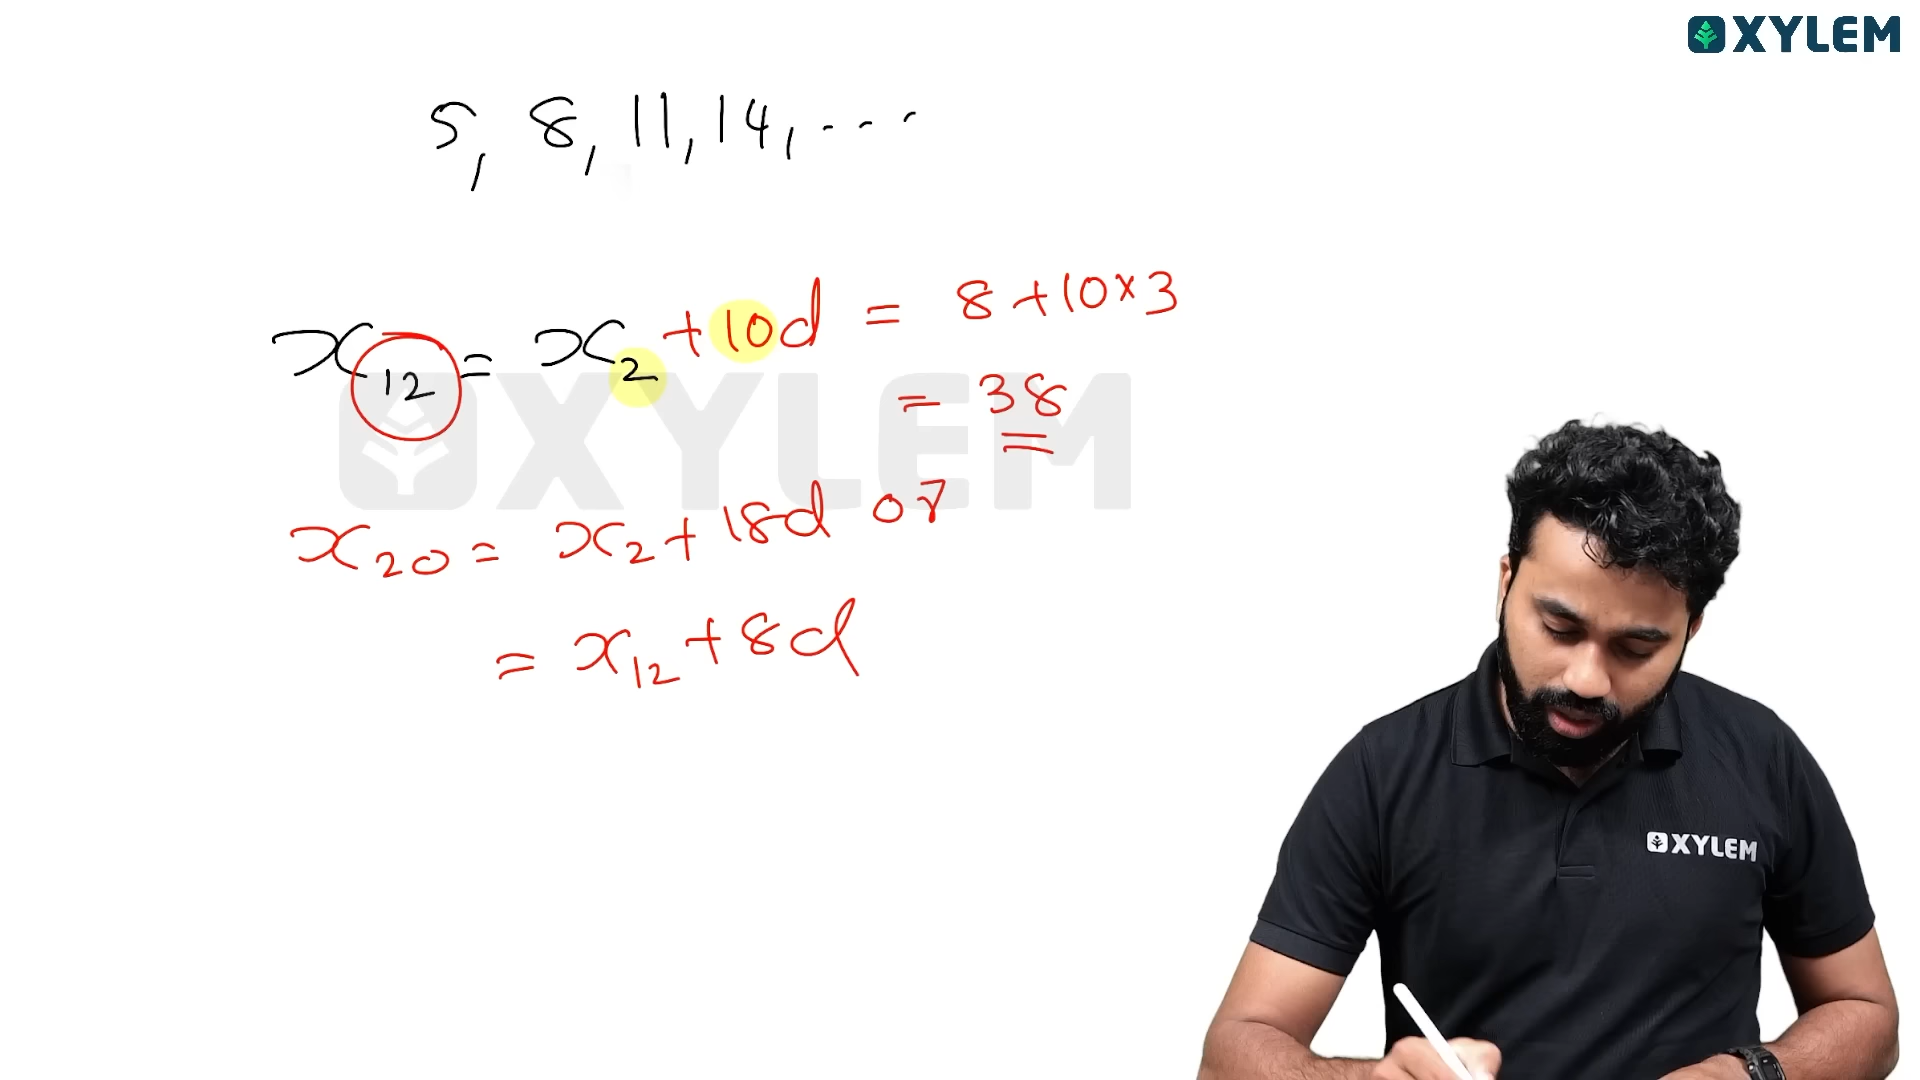 XYLEM
5, 8, 11, 14, ....
x₁₂ = x₂ + 10d = 8 + 10×3
= 38
XYLEM
x₂₀ = x₂ + 18d or
= x₁₂ + 8d
XYLEM